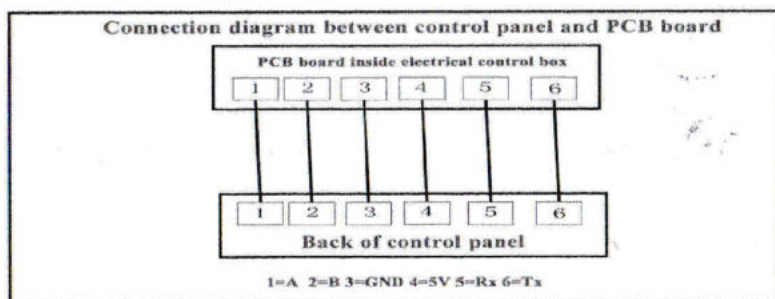 Connection diagram between control panel and PCB board
PCB board inside electrical control box
1 2 3 4 5 6
1 2 3 4 5 6
Back of control panel
1=A 2=B 3=GND 4=5V 5=Rx 6=Tx